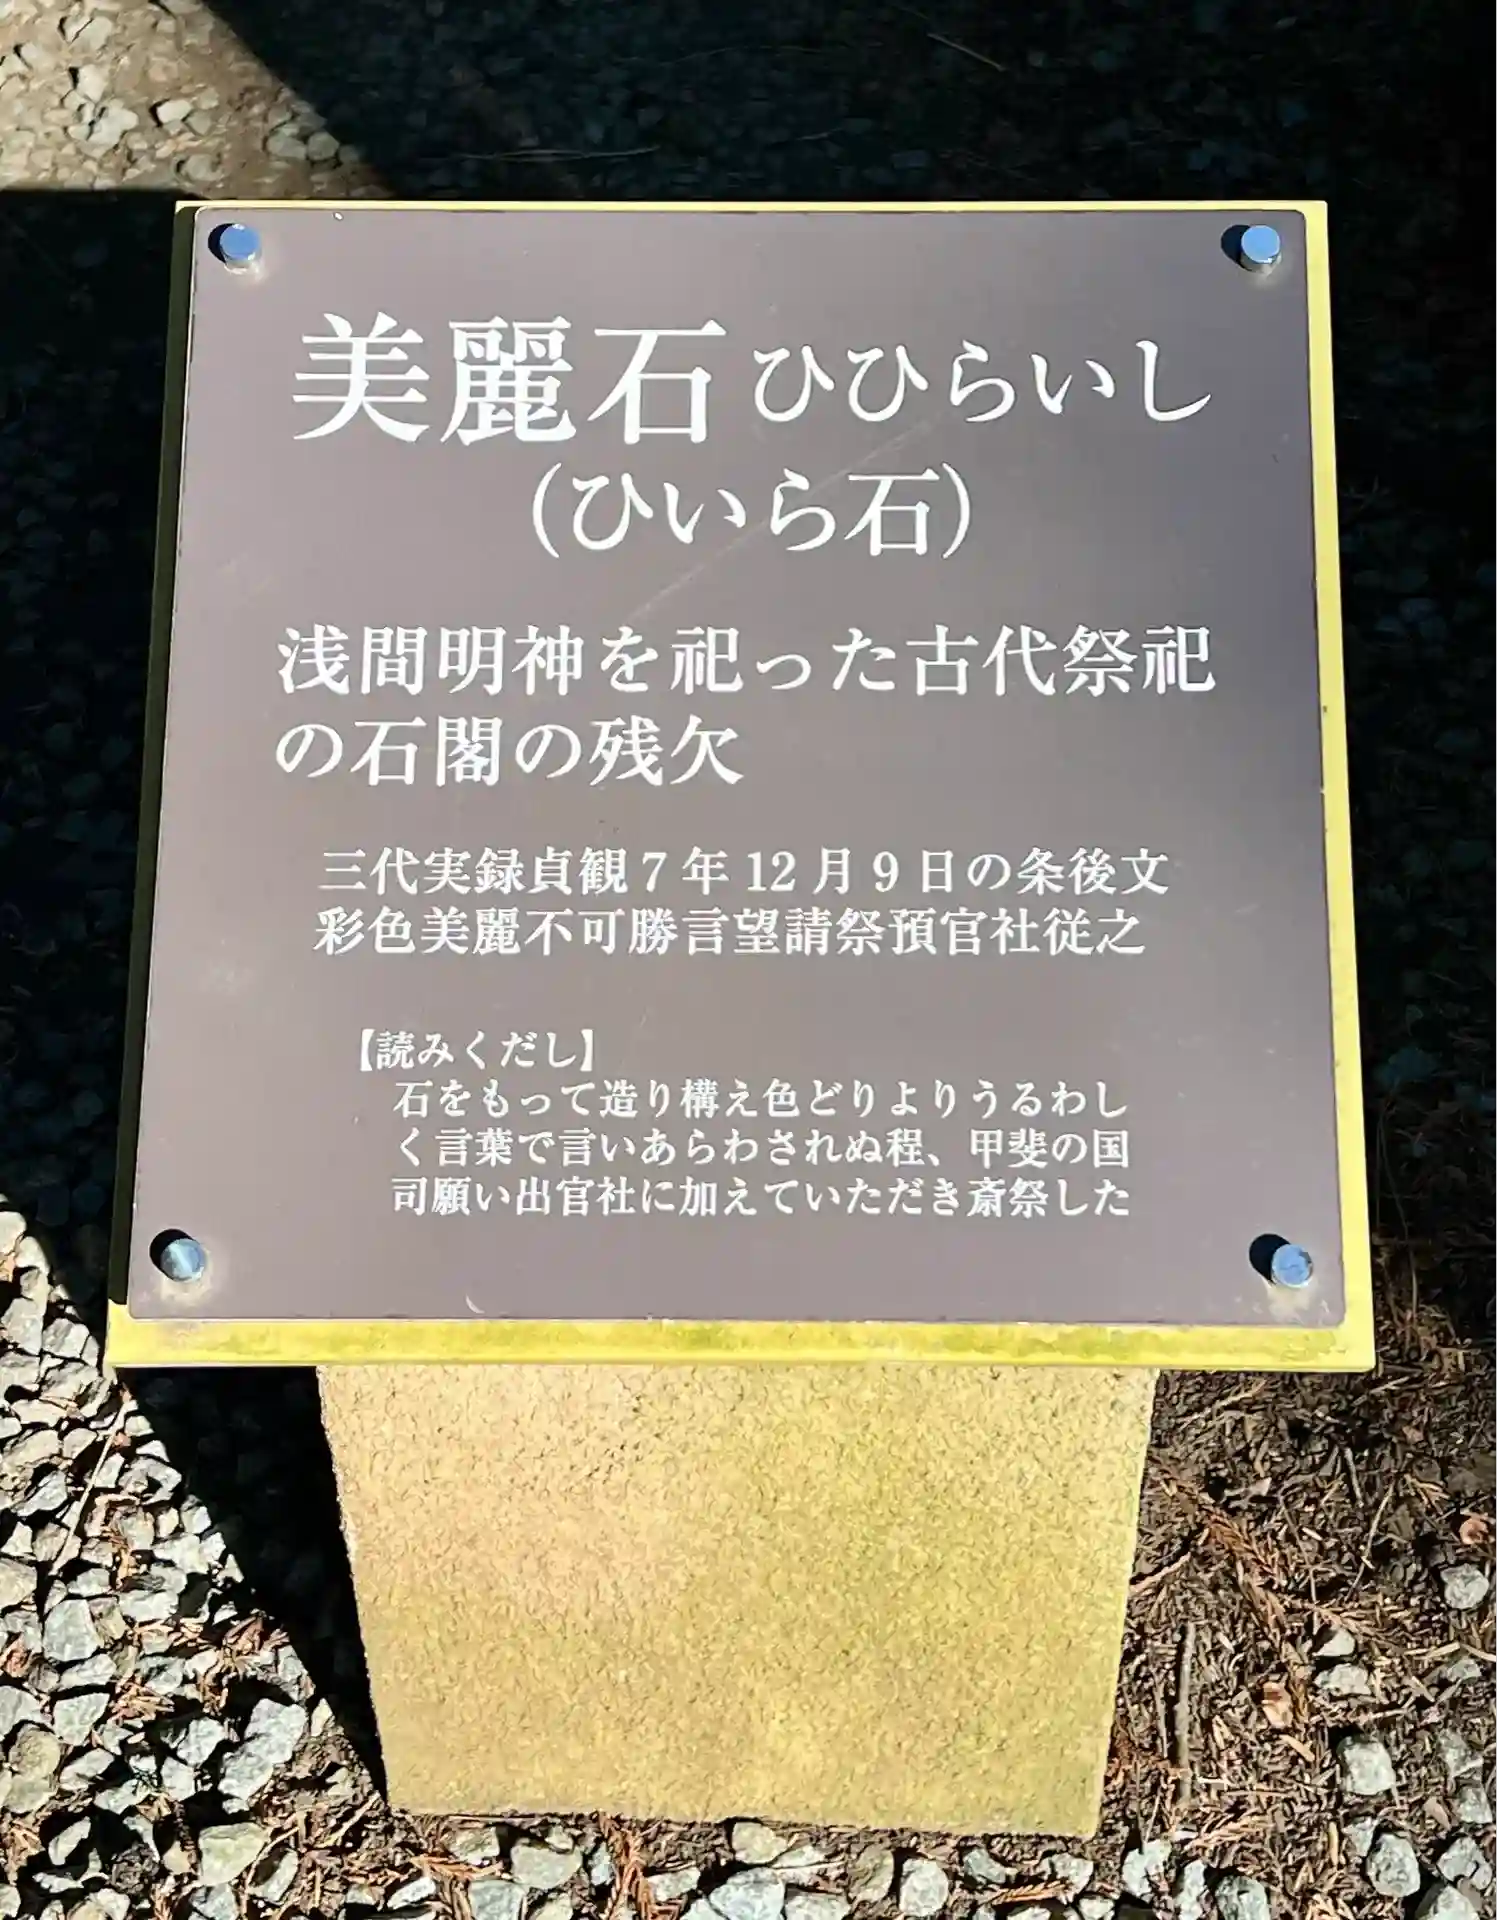 美麗石 ひひらいし
(ひいら石)
浅間明神を祀った古代祭祀
の石閣の残欠
三代実録貞観7年12月9日の条後文
彩色美麗不可勝言望請祭預官社従之
【読みくだし】
石をもって造り構え色どりよりうるわし
く言葉で言いあらわされぬ程、甲斐の国
司願い出官社に加えていただき斎祭した